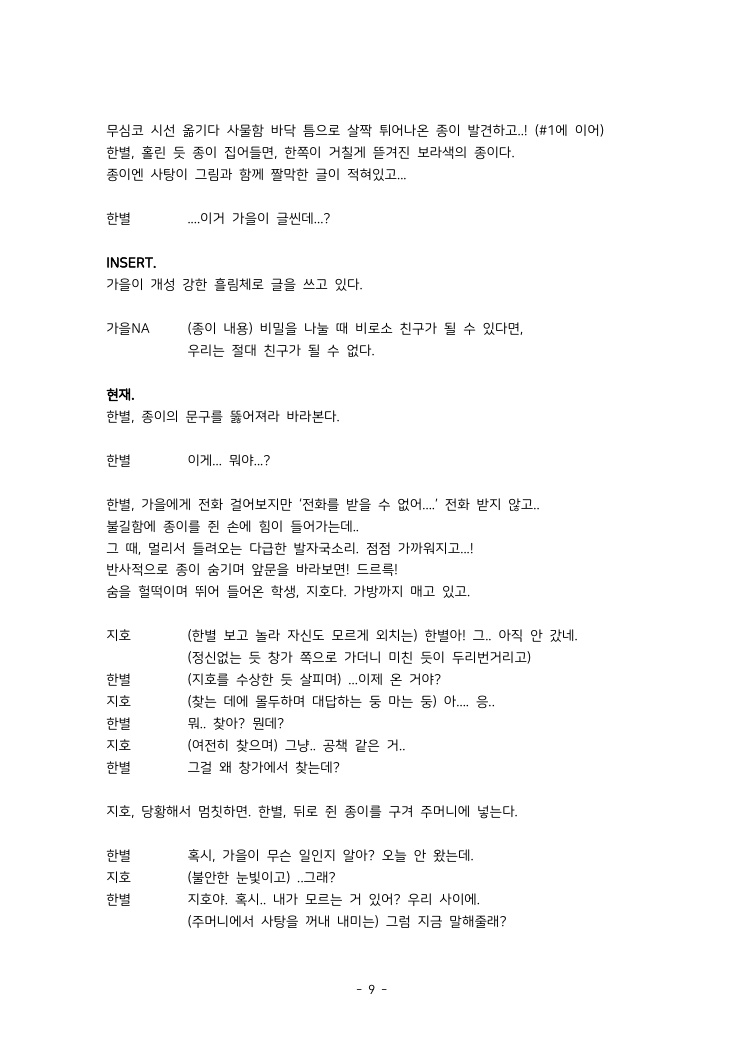 무심코 시선 옮기다 사물함 바닥 틈으로 살짝 튀어나온 종이 발견하고..! (#1에 이어)
한별, 홀린 듯 종이 집어들면, 한쪽이 거칠게 뜯겨진 보라색의 종이다.
종이엔 사탕이 그림과 함께 짤막한 글이 적혀있고...
한별 ....이거 가을이 글씬데...?
INSERT.
가을이 개성 강한 흘림체로 글을 쓰고 있다.
가을NA (종이 내용) 비밀을 나눌 때 비로소 친구가 될 수 있다면,
우리는 절대 친구가 될 수 없다.
현재.
한별, 종이의 문구를 뚫어져라 바라본다.
한별 이게... 뭐야...?
한별, 가을에게 전화 걸어보지만 ‘전화를 받을 수 없어....’ 전화 받지 않고..
불길함에 종이를 쥔 손에 힘이 들어가는데..
그 때, 멀리서 들려오는 다급한 발자국소리. 점점 가까워지고...!
반사적으로 종이 숨기며 앞문을 바라보면! 드르륵!
숨을 헐떡이며 뛰어 들어온 학생, 지호다. 가방까지 매고 있고.
지호 (한별 보고 놀라 자신도 모르게 외치는) 한별아! 그.. 아직 안 갔네.
(정신없는 듯 창가 쪽으로 가더니 미친 듯이 두리번거리고)
한별 (지호를 수상한 듯 살피며) ...이제 온 거야?
지호 (찾는 데에 몰두하며 대답하는 둥 마는 둥) 아.... 응..
한별 뭐.. 찾아? 뭔데?
지호 (여전히 찾으며) 그냥.. 공책 같은 거..
한별 그걸 왜 창가에서 찾는데?
지호, 당황해서 멈칫하면. 한별, 뒤로 쥔 종이를 구겨 주머니에 넣는다.
한별 혹시, 가을이 무슨 일인지 알아? 오늘 안 왔는데.
지호 (불안한 눈빛이고) ..그래?
한별 지호야. 혹시.. 내가 모르는 거 있어? 우리 사이에.
(주머니에서 사탕을 꺼내 내미는) 그럼 지금 말해줄래?
- 9 -